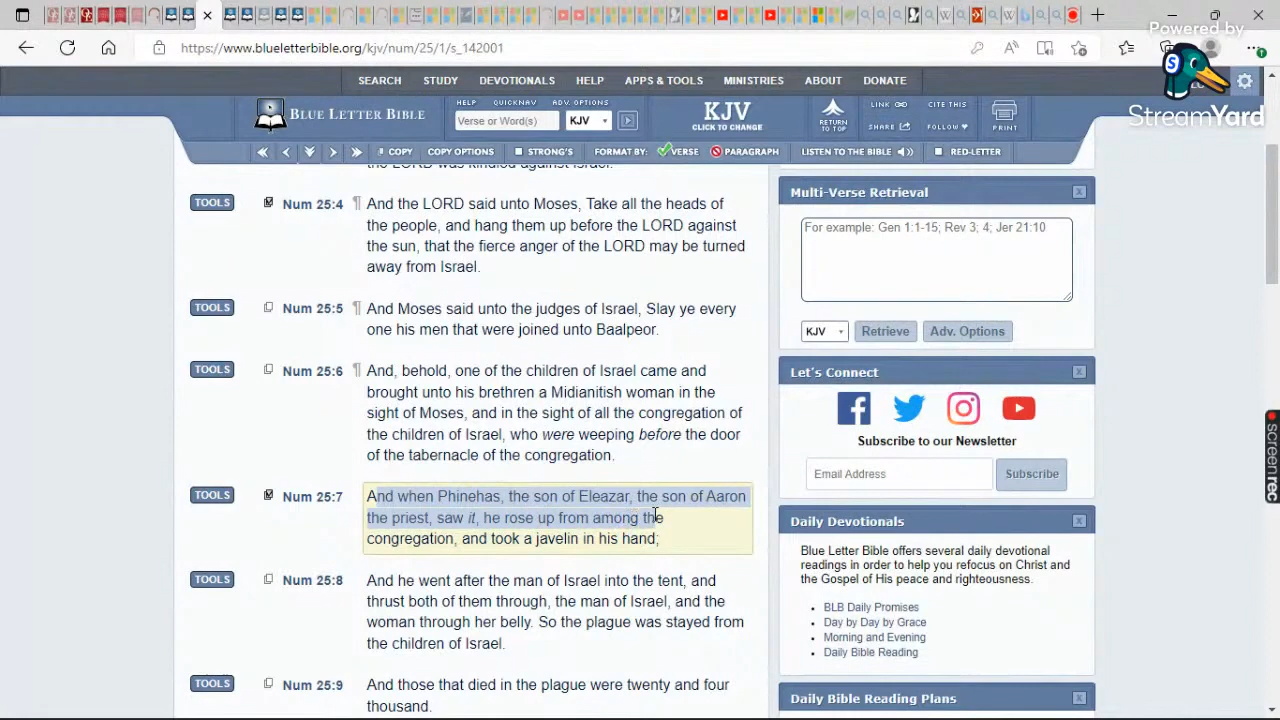 Powered by
StreamYard
https://www.blueletterbible.org/kjv/num/25/1/s_142001
SEARCH STUDY DEVOTIONALS HELP APPS & TOOLS MINISTRIES ABOUT DONATE
BLUE LETTER BIBLE
HELP QUICKNAV ADV. OPTIONS
Verse or Word(s) KJV
KJV
CLICK TO CHANGE
RETURN
TO TOP
LINK CITE THIS
SHARE FOLLOW
PRINT
COPY COPY OPTIONS STRONG'S FORMAT BY: VERSE PARAGRAPH LISTEN TO THE BIBLE RED-LETTER
the LORD was kindled against Israel.
TOOLS Num 25:4 ¶ And the LORD said unto Moses, Take all the heads of
the people, and hang them up before the LORD against
the sun, that the fierce anger of the LORD may be turned
away from Israel.
TOOLS Num 25:5 ¶ And Moses said unto the judges of Israel, Slay ye every
one his men that were joined unto Baalpeor.
TOOLS Num 25:6 ¶ And, behold, one of the children of Israel came and
brought unto his brethren a Midianitish woman in the
sight of Moses, and in the sight of all the congregation of
the children of Israel, who were weeping before the door
of the tabernacle of the congregation.
TOOLS Num 25:7 And when Phinehas, the son of Eleazar, the son of Aaron
the priest, saw it, he rose up from among the
congregation, and took a javelin in his hand;
TOOLS Num 25:8 And he went after the man of Israel into the tent, and
thrust both of them through, the man of Israel, and the
woman through her belly. So the plague was stayed from
the children of Israel.
TOOLS Num 25:9 And those that died in the plague were twenty and four
thousand.
Multi-Verse Retrieval
For example: Gen 1:1-15; Rev 3; 4; Jer 21:10
KJV Retrieve Adv. Options
Let's Connect
Subscribe to our Newsletter
Email Address Subscribe
Daily Devotionals
Blue Letter Bible offers several daily devotional
readings in order to help you refocus on Christ and
the Gospel of His peace and righteousness.
BLB Daily Promises
Day by Day by Grace
Morning and Evening
Daily Bible Reading
Daily Bible Reading Plans
screenrec